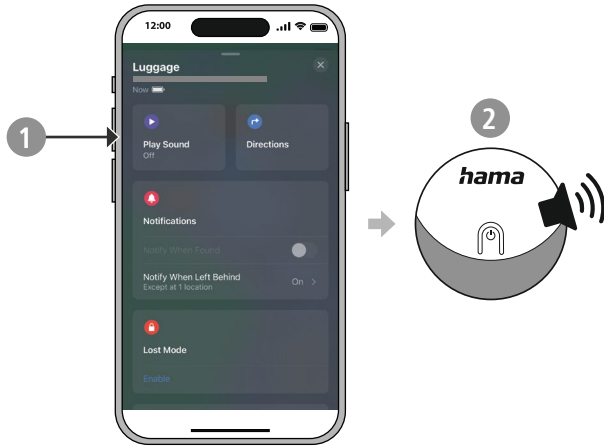 12:00
Luggage
Now
Play Sound
Off
Directions
Notifications
Notify When Found
Notify When Left Behind
Except at 1 location
On
Lost Mode
Enable
1
2
hama